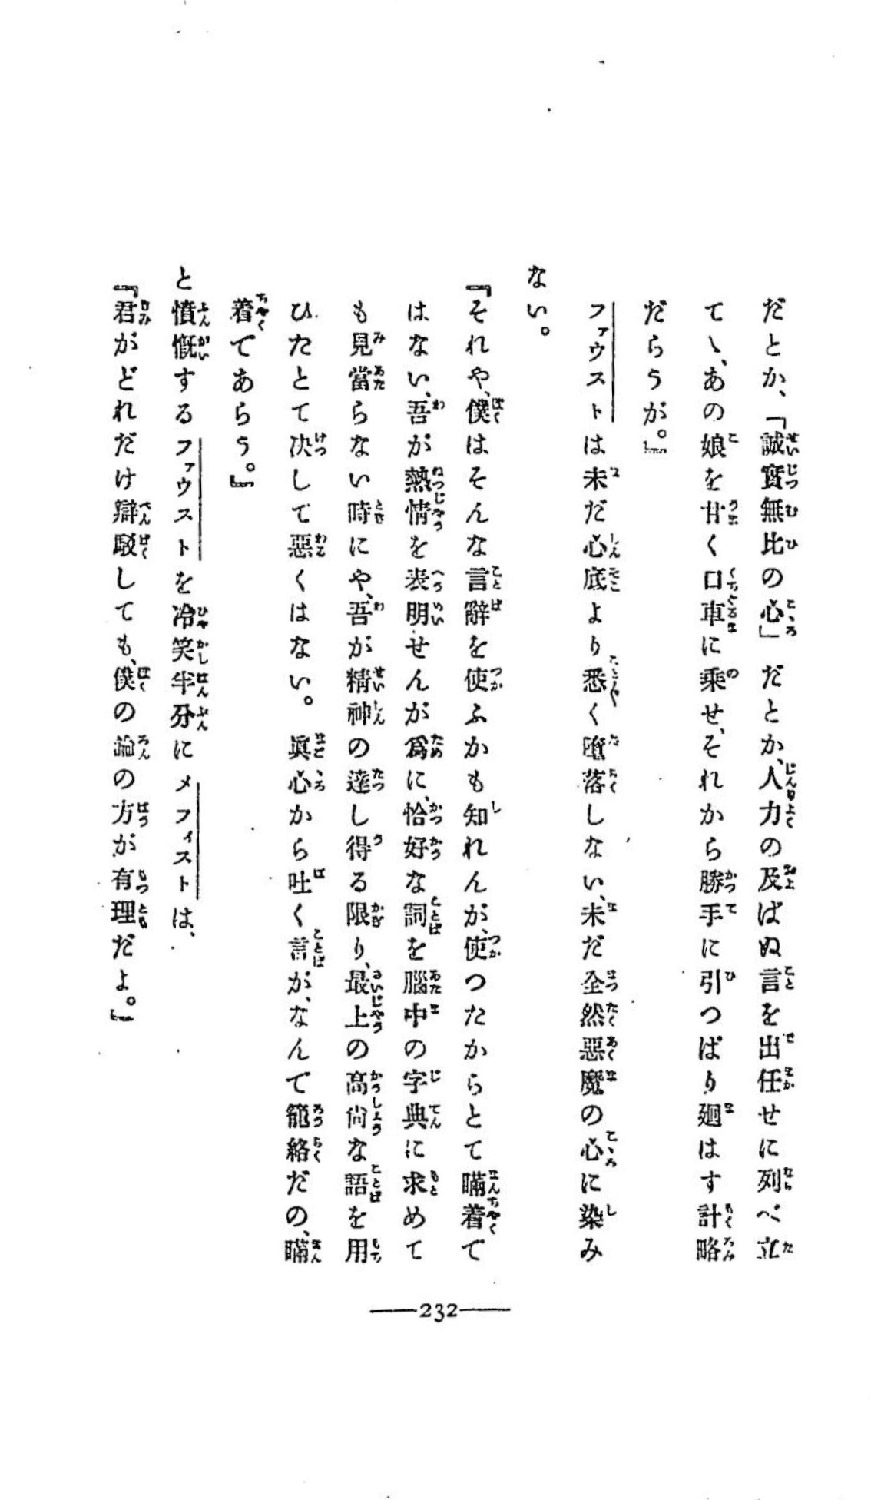 だとか、「誠實無比の心」だとか、人力の及ばぬ言を出任せに列べ立
てゝ、あの娘を甘く口車に乘せ、それから勝手に引つぱり廻はす計略
だらうが。』
ファウストは未だ心底より悉く墮落しない、未だ全然惡魔の心に染み
ない。
『それや、僕はそんな言辭を使ふかも知れんが、使つたからとて瞞着で
はない、吾が熱情を表明せんが爲に、恰好な詞を腦中の字典に求めて
も見當らない時にや、吾が精神の達し得る限り、最上の高尙な語を用
ひたとて决して惡くはない。眞心から吐く言が、なんで籠絡だの、瞞
着であらう。』
と憤慨するファウストを冷笑半分にメフィストは、
『君がどれだけ辯駁しても、僕の論の方が有理だよ。』
232